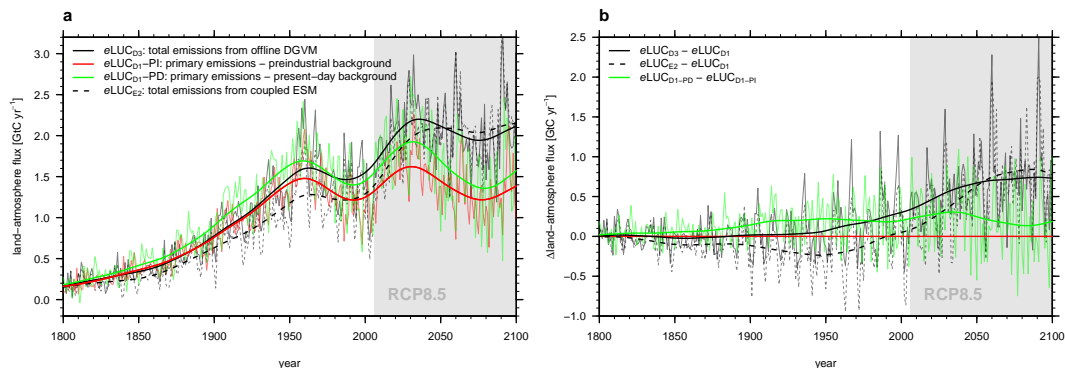 a
eLUC_D3: total emissions from offline DGVM
eLUC_D1−PI: primary emissions − preindustrial background
eLUC_D1−PD: primary emissions − present−day background
eLUC_E2: total emissions from coupled ESM
land−atmosphere flux [GtC yr⁻¹]
3.0
2.5
2.0
1.5
1.0
0.5
0.0
RCP8.5
1800
1850
1900
1950
2000
2050
2100
year
b
eLUC_D3 − eLUC_D1
eLUC_E2 − eLUC_D1
eLUC_D1−PD − eLUC_D1−PI
Δland−atmosphere flux [GtC yr⁻¹]
2.5
2.0
1.5
1.0
0.5
0.0
−0.5
−1.0
RCP8.5
1800
1850
1900
1950
2000
2050
2100
year